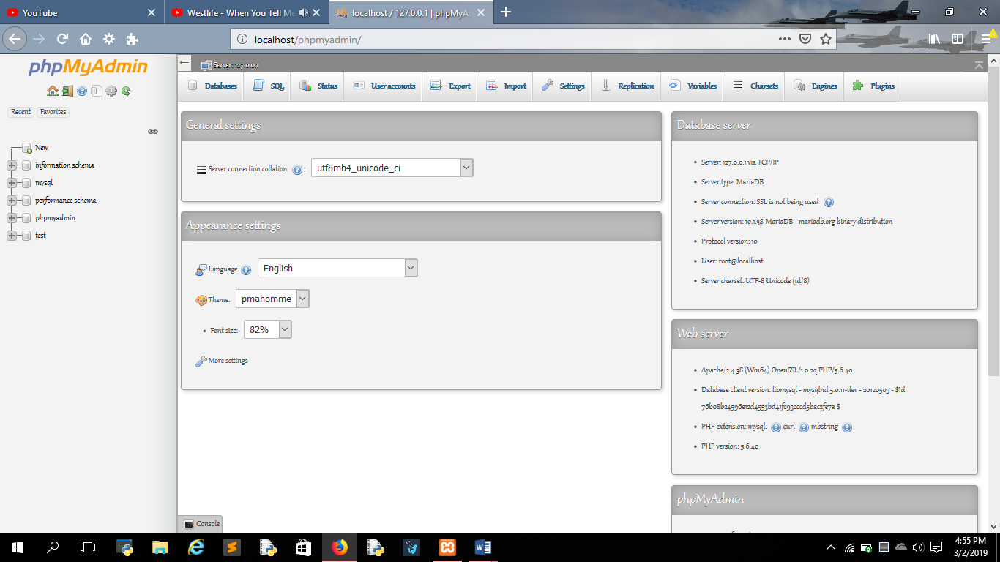 YouTube
Westlife - When You Tell Me
localhost / 127.0.0.1 | phpMyAd
localhost/phpmyadmin/
phpMyAdmin
Recent
Favorites
New
information_schema
mysql
performance_schema
phpmyadmin
test
Server: 127.0.0.1
Databases
SQL
Status
User accounts
Export
Import
Settings
Replication
Variables
Charsets
Engines
Plugins
General settings
Server connection collation :
utf8mb4_unicode_ci
Appearance settings
Language
English
Theme:
pmahomme
Font size:
82%
More settings
Database server
Server: 127.0.0.1 via TCP/IP
Server type: MariaDB
Server connection: SSL is not being used
Server version: 10.1.38-MariaDB - mariadb.org binary distribution
Protocol version: 10
User: root@localhost
Server charset: UTF-8 Unicode (utf8)
Web server
Apache/2.4.38 (Win64) OpenSSL/1.0.2q PHP/5.6.40
Database client version: libmysql - mysqlnd 5.0.11-dev - 20120503 - $Id:
76b08b24596e12d4553bd41fc93cccd5bac2fe7a $
PHP extension: mysqli curl mbstring
PHP version: 5.6.40
phpMyAdmin
Console
4:55 PM
3/2/2019